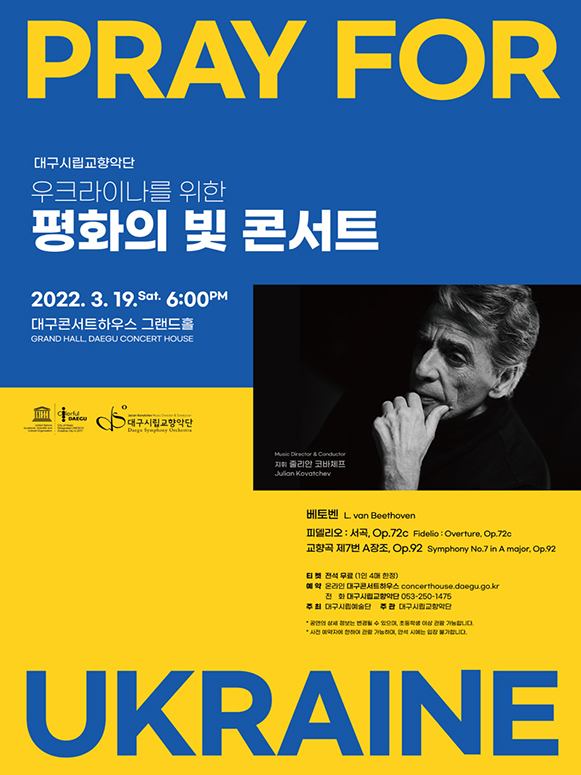 PRAY FOR
대구시립교향악단
우크라이나를 위한
평화의 빛 콘서트
2022. 3. 19.Sat. 6:00PM
대구콘서트하우스 그랜드홀
GRAND HALL, DAEGU CONCERT HOUSE
Colorful DAEGU
대구시립교향악단
Daegu Symphony Orchestra
Music Director & Conductor
지휘 줄리안 코바체프
Julian Kovatchev
베토벤 L. van Beethoven
피델리오 : 서곡, Op.72c Fidelio : Overture, Op.72c
교향곡 제7번 A장조, Op.92 Symphony No.7 in A major, Op.92
티 켓 전석 무료 (1인 4매 한정)
예 약 온라인 대구콘서트하우스 concerthouse.daegu.go.kr
전 화 대구시립교향악단 053-250-1475
주 최 대구시립예술단 주 관 대구시립교향악단
* 공연의 상세 정보는 변경될 수 있으며, 초등학생 이상 관람 가능합니다.
* 사전 예약자에 한하여 관람 가능하며, 만석 시에는 입장 불가합니다.
UKRAINE